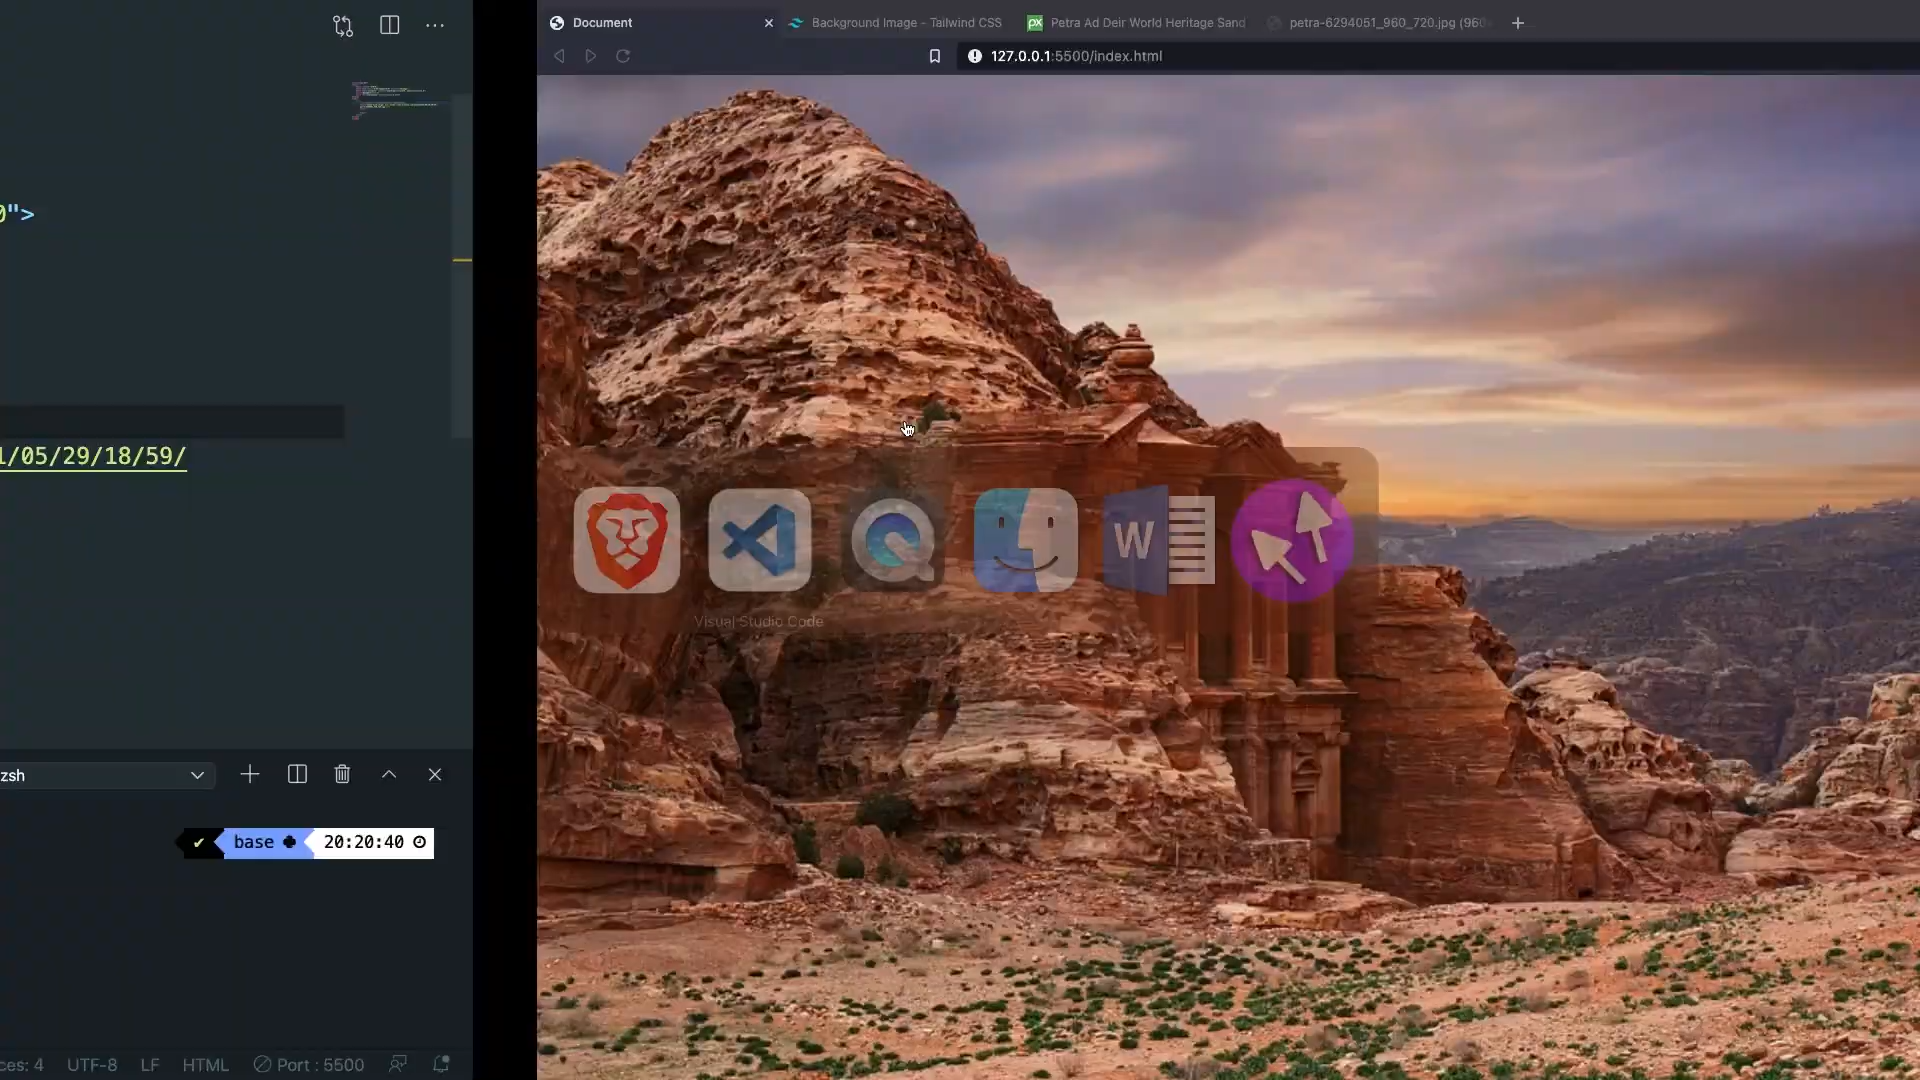 Document
Background Image - Tailwind CSS
px
Petra Ad Deir World Heritage Sand
petra-6294051_960_720.jpg (960
127.0.0.1:5500/index.html
0">
1/05/29/18/59/
W
Visual Studio Code
zsh
base
20:20:40
ces: 4
UTF-8
LF
HTML
Port : 5500